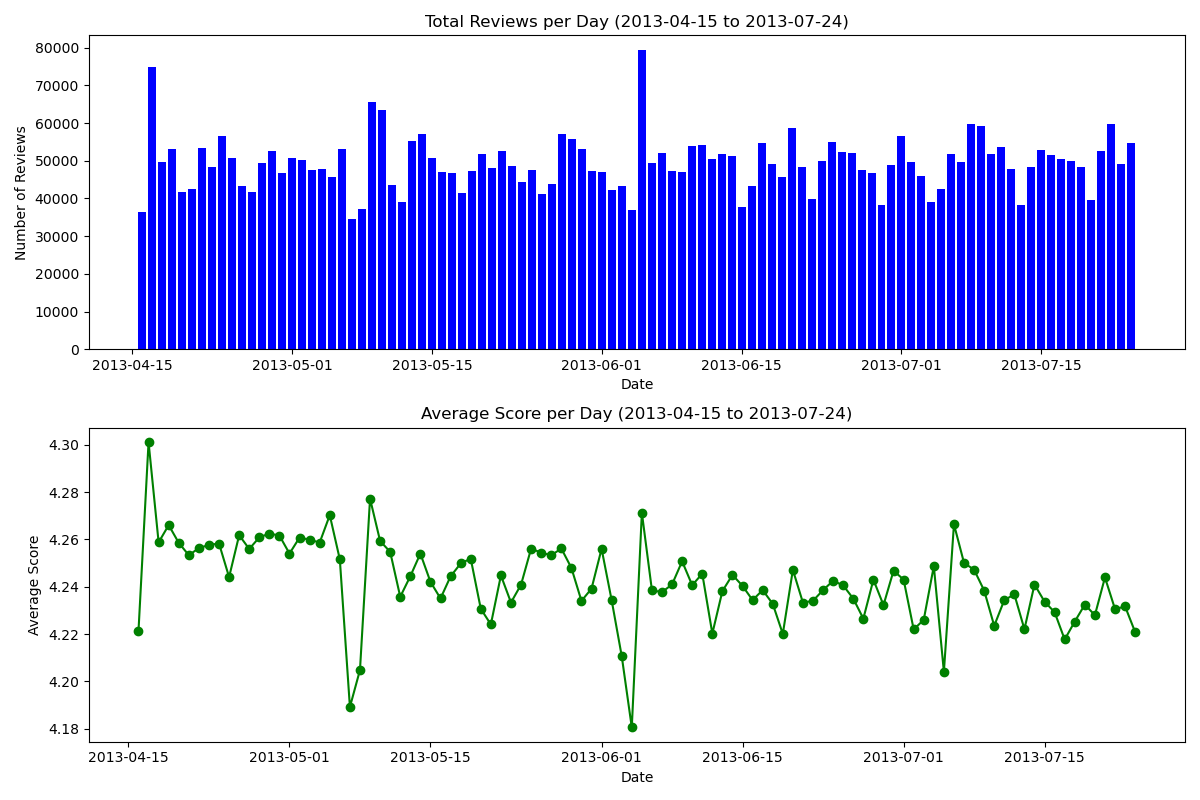 Total Reviews per Day (2013-04-15 to 2013-07-24)
80000
70000
60000
50000
40000
30000
20000
10000
0
Number of Reviews
2013-04-15 2013-05-01 2013-05-15 2013-06-01 2013-06-15 2013-07-01 2013-07-15
Date
Average Score per Day (2013-04-15 to 2013-07-24)
4.30
4.28
4.26
4.24
4.22
4.20
4.18
Average Score
2013-04-15 2013-05-01 2013-05-15 2013-06-01 2013-06-15 2013-07-01 2013-07-15
Date